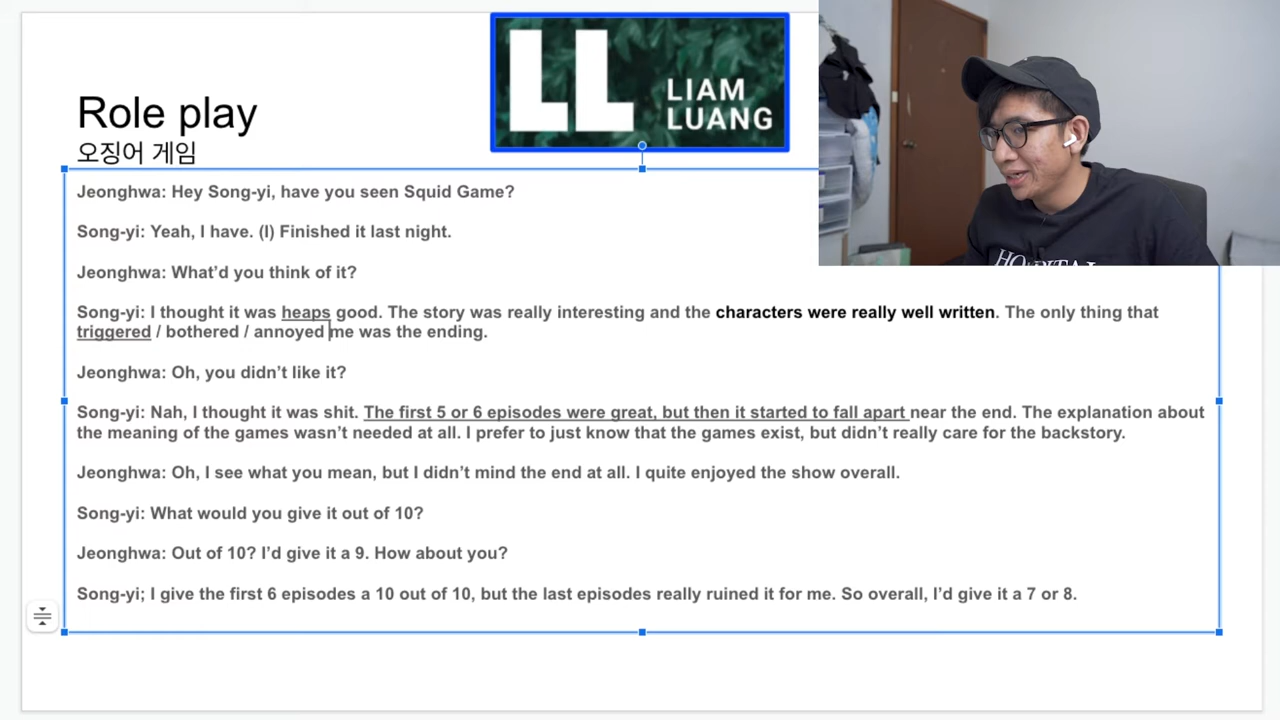 LL LIAM
LUANG
Role play
오징어 게임
Jeonghwa: Hey Song-yi, have you seen Squid Game?
Song-yi: Yeah, I have. (I) Finished it last night.
Jeonghwa: What'd you think of it?
Song-yi: I thought it was heaps good. The story was really interesting and the characters were really well written. The only thing that
triggered / bothered / annoyed me was the ending.
Jeonghwa: Oh, you didn't like it?
Song-yi: Nah, I thought it was shit. The first 5 or 6 episodes were great, but then it started to fall apart near the end. The explanation about
the meaning of the games wasn't needed at all. I prefer to just know that the games exist, but didn't really care for the backstory.
Jeonghwa: Oh, I see what you mean, but I didn't mind the end at all. I quite enjoyed the show overall.
Song-yi: What would you give it out of 10?
Jeonghwa: Out of 10? I'd give it a 9. How about you?
Song-yi; I give the first 6 episodes a 10 out of 10, but the last episodes really ruined it for me. So overall, I'd give it a 7 or 8.